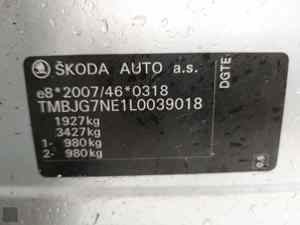 ŠKODA AUTO a.s.
e8*2007/46*0318
TMBJG7NE1L0039018
1927kg
3427kg
1- 980kg
2- 980kg
DGTE